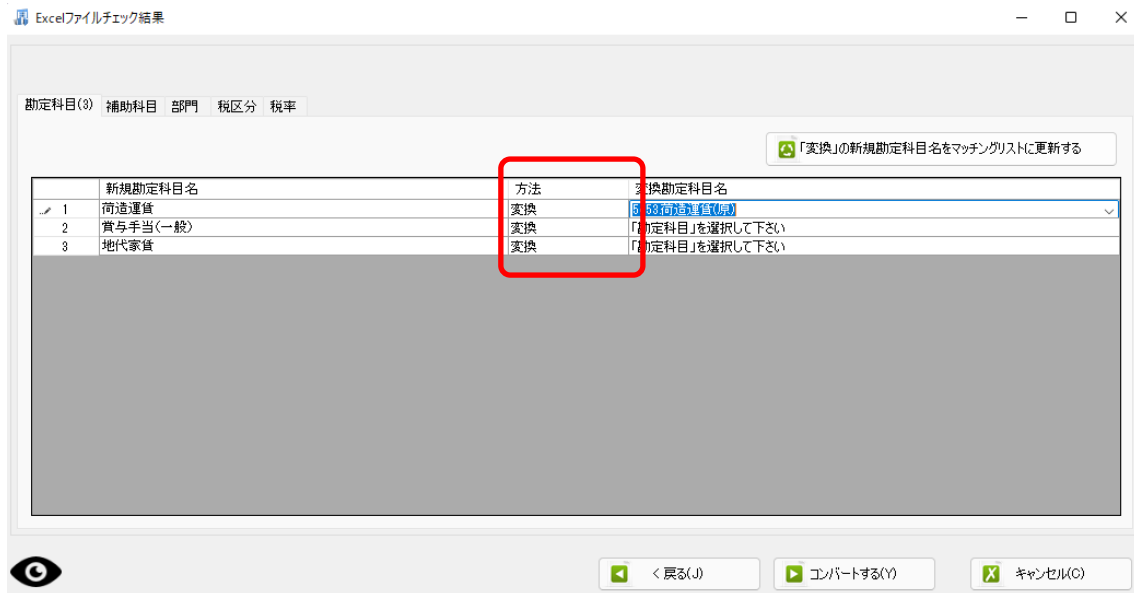 Excelファイルチェック結果
勘定科目(3) 補助科目 部門 税区分 税率
「変換」の新規勘定科目名をマッチングリストに更新する
新規勘定科目名 方法 変換勘定科目名
1 荷造運賃 変換 荷造運賃(原)
2 賞与手当(一般) 変換 「勘定科目」を選択して下さい
3 地代家賃 変換 「勘定科目」を選択して下さい
< 戻る(J) コンバートする(Y) キャンセル(C)